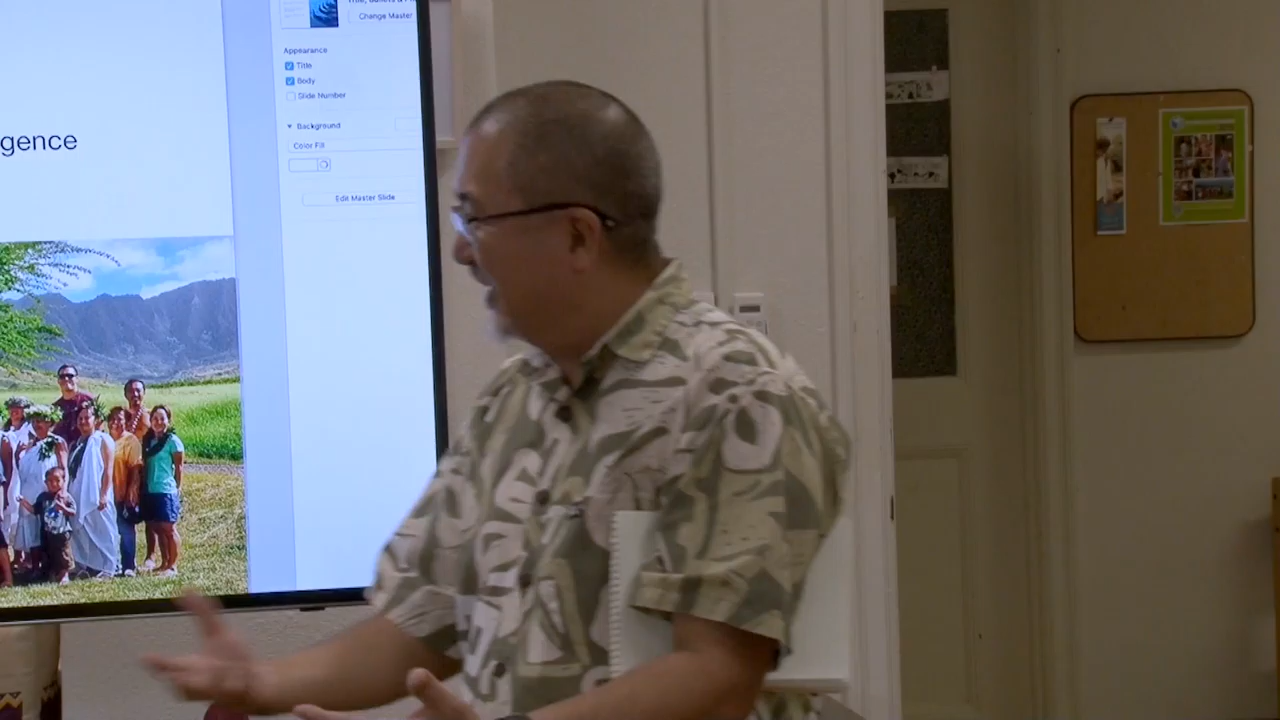 Change Master
Appearance
Title
Body
Slide Number
gence
Background
Color Fill
Edit Master Slide